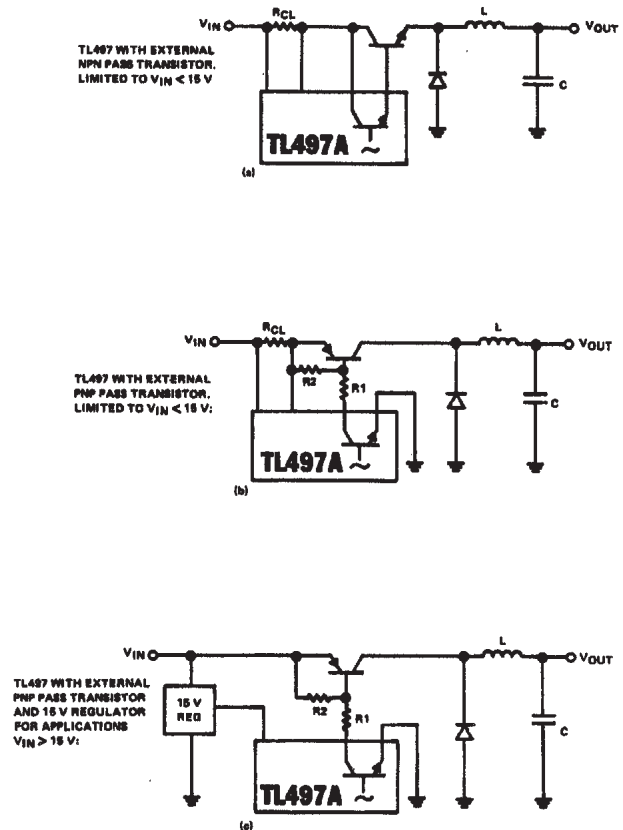 VIN RCL L VOUT
TL497 WITH EXTERNAL
NPN PASS TRANSISTOR.
LIMITED TO VIN < 15 V
C
TL497A
(a)
VIN RCL L VOUT
R2 R1
TL497 WITH EXTERNAL
PNP PASS TRANSISTOR.
LIMITED TO VIN < 15 V:
C
TL497A
(b)
VIN L VOUT
TL497 WITH EXTERNAL
PNP PASS TRANSISTOR
AND 15 V REGULATOR
FOR APPLICATIONS
VIN > 15 V:
15 V
REG
R2 R1
C
TL497A
(c)